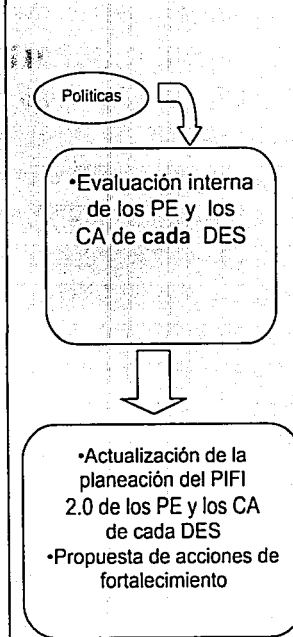 Políticas
•Evaluación interna
de los PE y los
CA de cada DES
•Actualización de la
planeación del PIFI
2.0 de los PE y los CA
de cada DES
•Propuesta de acciones de
fortalecimiento